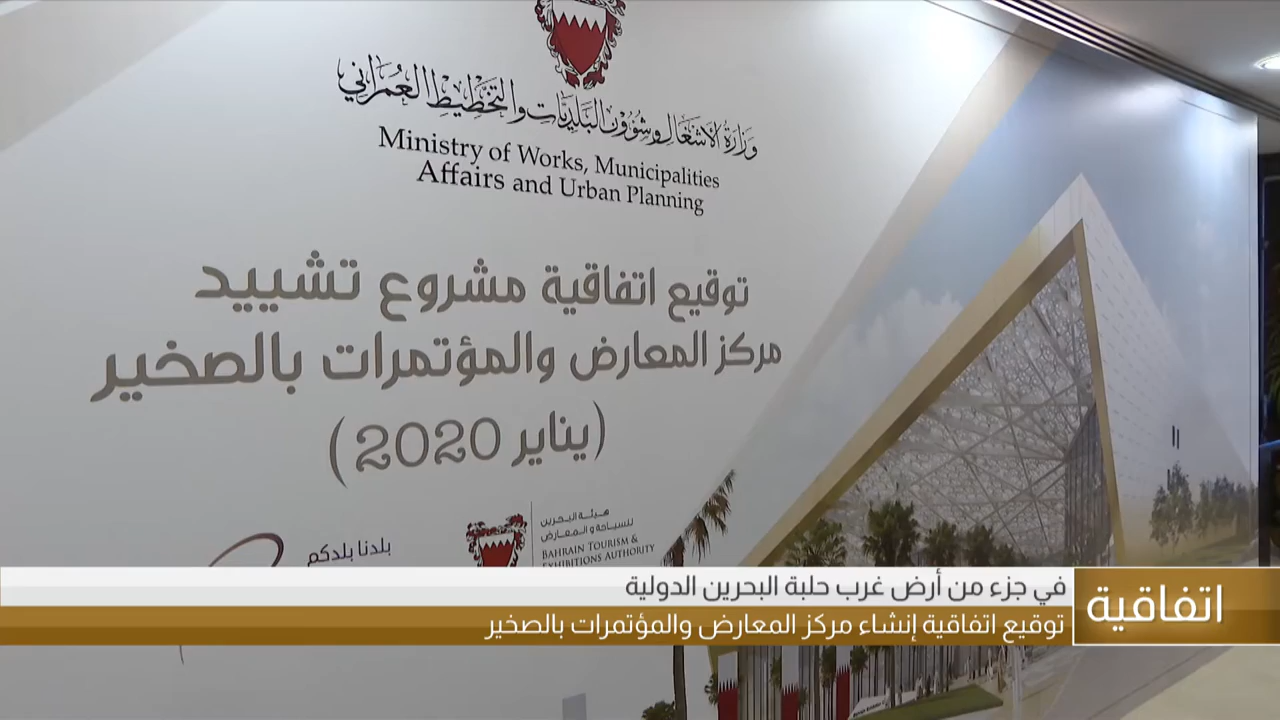 وزارة الأشغال وشؤون البلديات والتخطيط العمراني
Ministry of Works, Municipalities
Affairs and Urban Planning
توقيع اتفاقية مشروع تشييد
مركز المعارض والمؤتمرات بالصخير
(يناير 2020)
هيئة البحرين
للسياحة والمعارض
BAHRAIN TOURISM &
EXHIBITIONS AUTHORITY
بلدنا بلدكم
اتفاقية
في جزء من أرض غرب حلبة البحرين الدولية
توقيع اتفاقية إنشاء مركز المعارض والمؤتمرات بالصخير